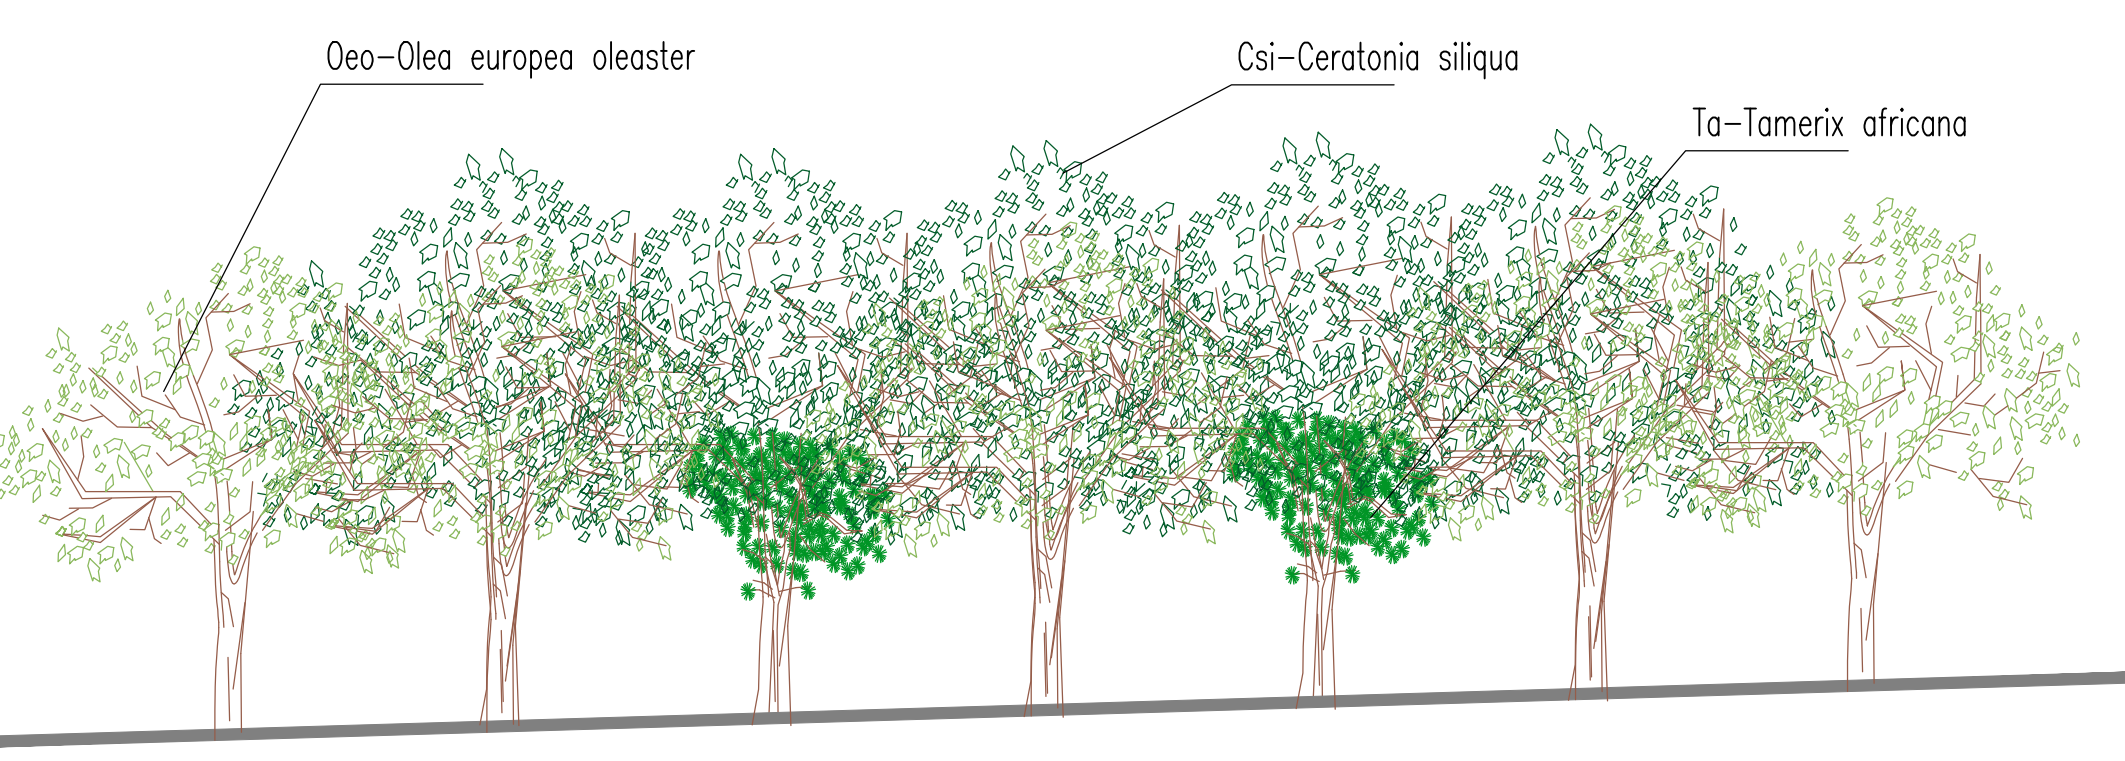 Oeo-Olea europea oleaster
Csi-Ceratonia siliqua
Ta-Tamerix africana